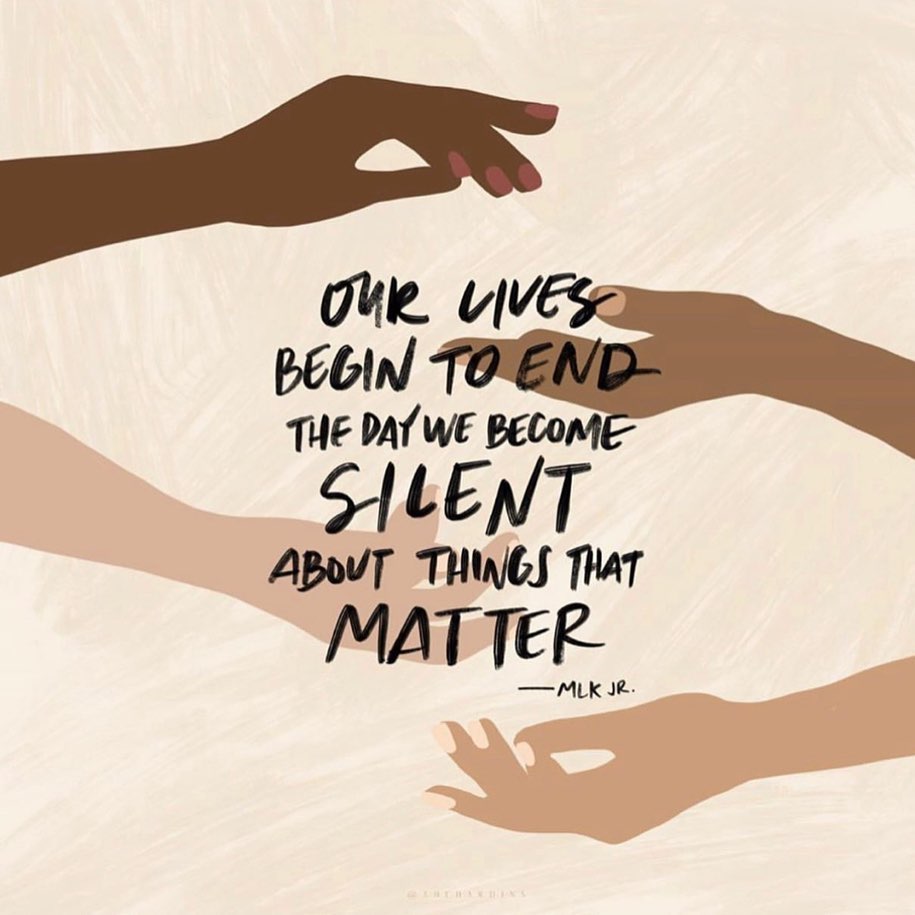 OUR LIVES
BEGIN TO END
THE DAY WE BECOME
SILENT
ABOUT THINGS THAT
MATTER
—MLK JR.